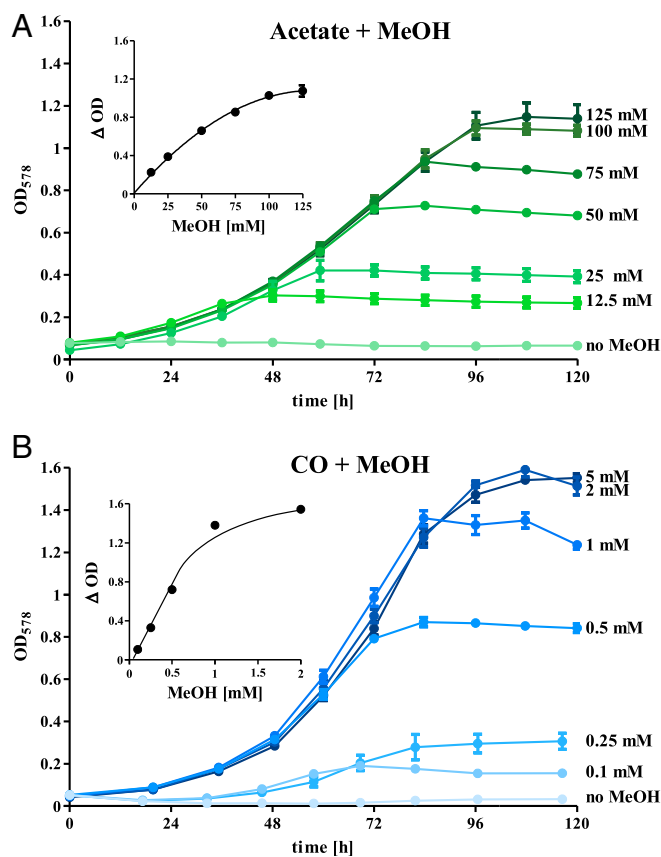 A
Acetate + MeOH
1.6
1.4
1.2
1
0.8
0.6
0.4
0.2
0
OD578
1.6
1.2
0.8
0.4
0
Δ OD
0 25 50 75 100 125
MeOH [mM]
125 mM
100 mM
75 mM
50 mM
25 mM
12.5 mM
no MeOH
0 24 48 72 96 120
time [h]
B
CO + MeOH
1.6
1.4
1.2
1
0.8
0.6
0.4
0.2
0
OD578
1.6
1.2
0.8
0.4
0
Δ OD
0 0.5 1 1.5 2
MeOH [mM]
5 mM
2 mM
1 mM
0.5 mM
0.25 mM
0.1 mM
no MeOH
0 24 48 72 96 120
time [h]